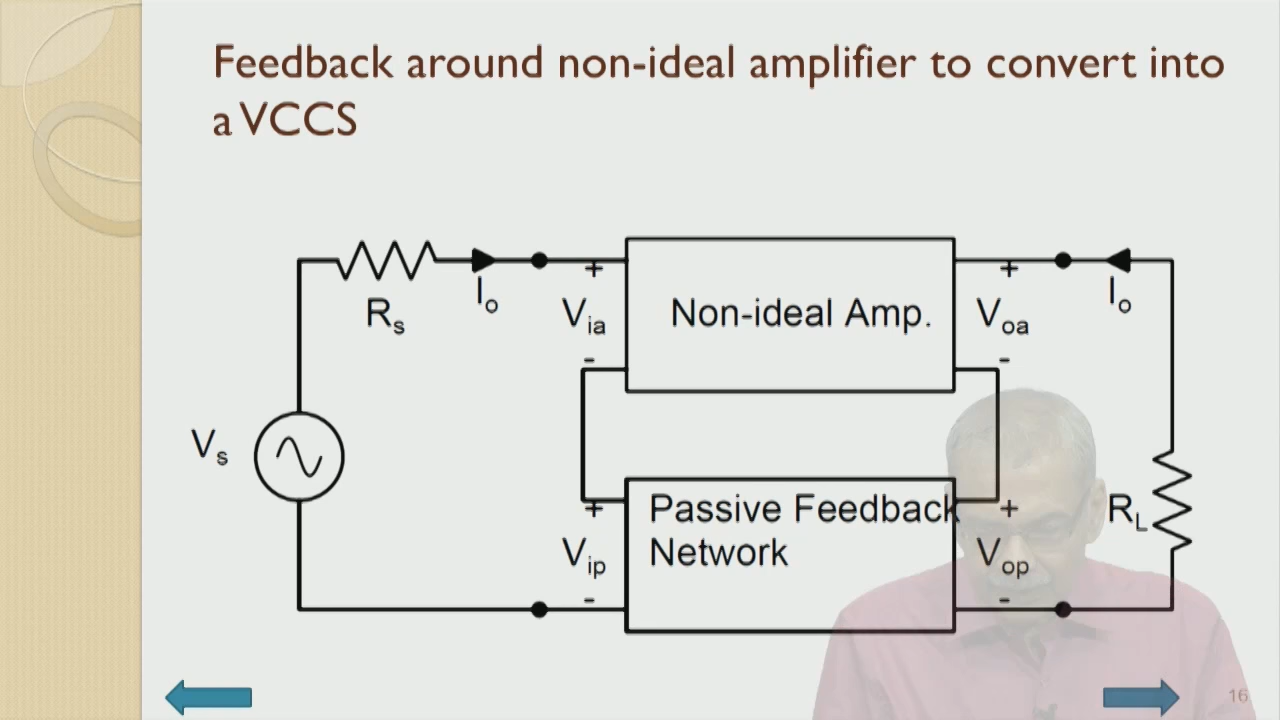 Feedback around non-ideal amplifier to convert into
a VCCS
Rs
Io
+
Via
-
Non-ideal Amp.
+
Voa
-
Io
Vs
+
Vip
-
Passive Feedback
Network
+
Vop
-
RL
16